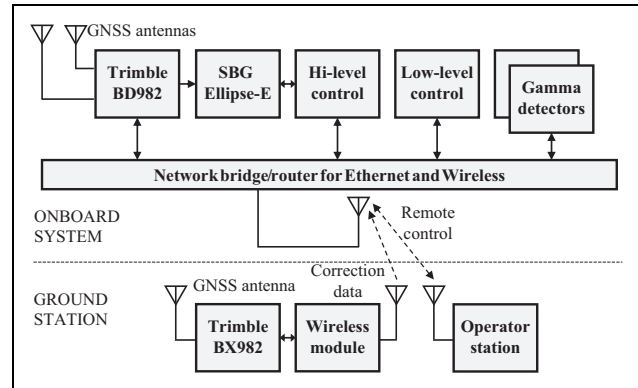 GNSS antennas
Trimble
BD982
SBG
Ellipse-E
Hi-level
control
Low-level
control
Gamma
detectors
Network bridge/router for Ethernet and Wireless
ONBOARD
SYSTEM
Remote
control
GNSS antenna
Correction
data
GROUND
STATION
Trimble
BX982
Wireless
module
Operator
station